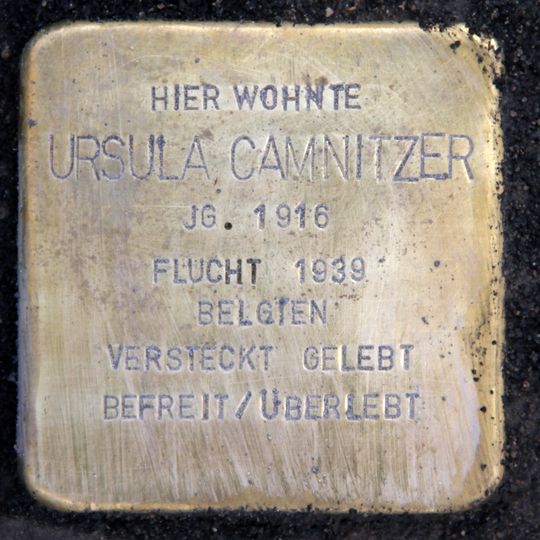 HIER WOHNTE
URSULA CAMNITZER
JG. 1916
FLUCHT 1939
BELGIEN
VERSTECKT GELEBT
BEFREIT/ÜBERLEBT